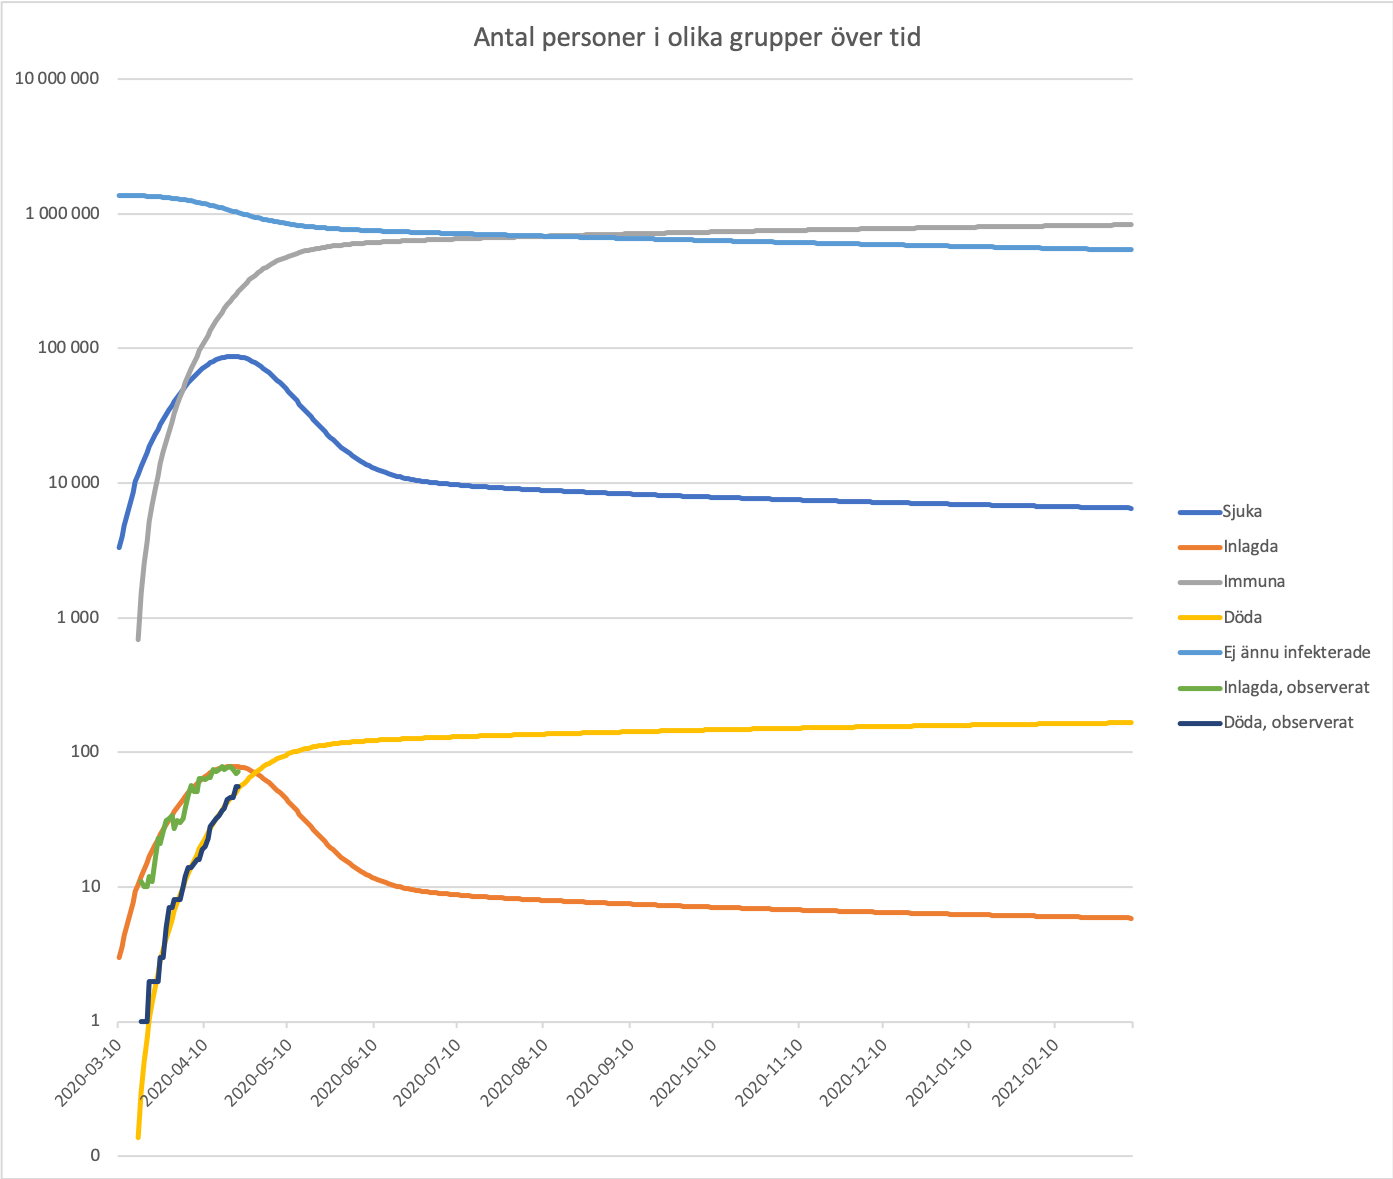 Antal personer i olika grupper över tid
10 000 000
1 000 000
100 000
10 000
1 000
100
10
1
0
2020-03-10
2020-04-10
2020-05-10
2020-06-10
2020-07-10
2020-08-10
2020-09-10
2020-10-10
2020-11-10
2020-12-10
2021-01-10
2021-02-10
Sjuka
Inlagda
Immuna
Döda
Ej ännu infekterade
Inlagda, observerat
Döda, observerat